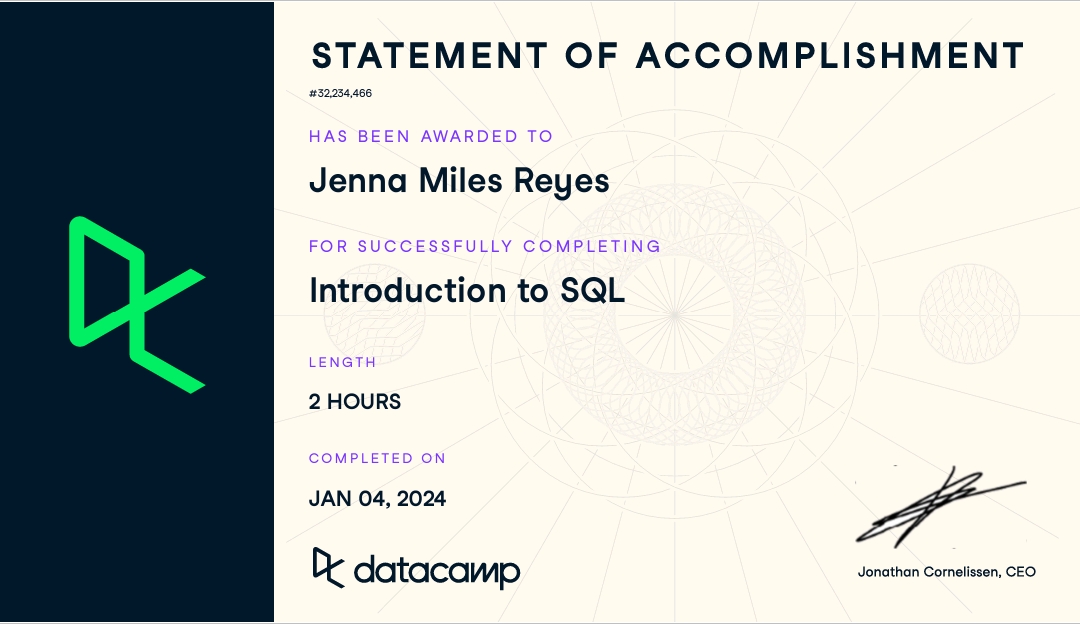 STATEMENT OF ACCOMPLISHMENT
#32,234,466
HAS BEEN AWARDED TO
Jenna Miles Reyes
FOR SUCCESSFULLY COMPLETING
Introduction to SQL
LENGTH
2 HOURS
COMPLETED ON
JAN 04, 2024
datacamp
Jonathan Cornelissen, CEO